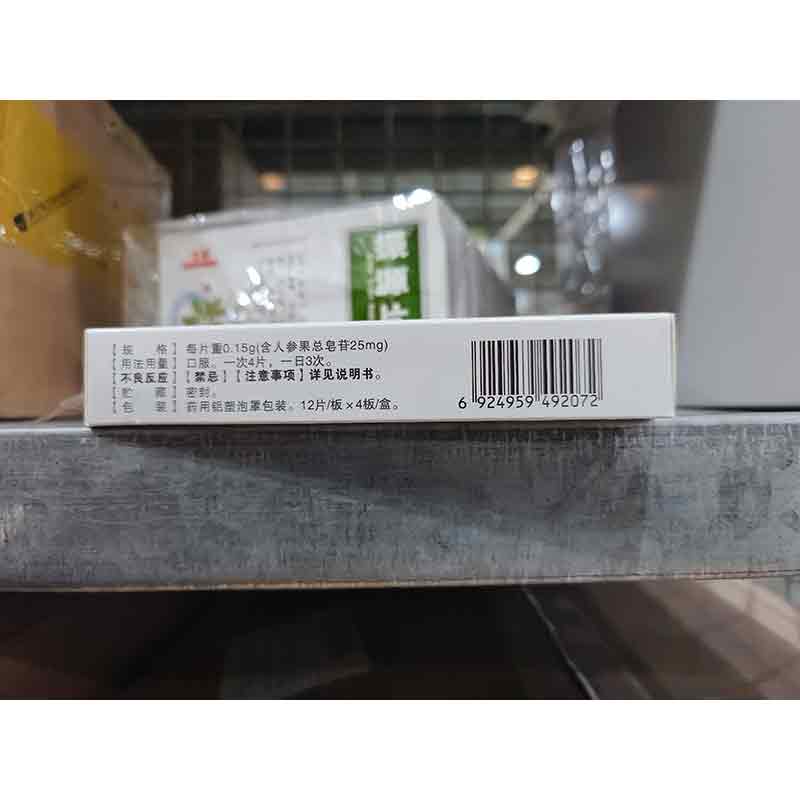 [规 格] 每片重0.15g(含人参果总皂苷25mg)
[用法用量] 口服。一次4片，一日3次。
[不良反应] [禁忌] [注意事项] 详见说明书。
[贮 藏] 密封。
[包 装] 药用铝塑泡罩包装。12片/板×4板/盒。
6 924959 492072